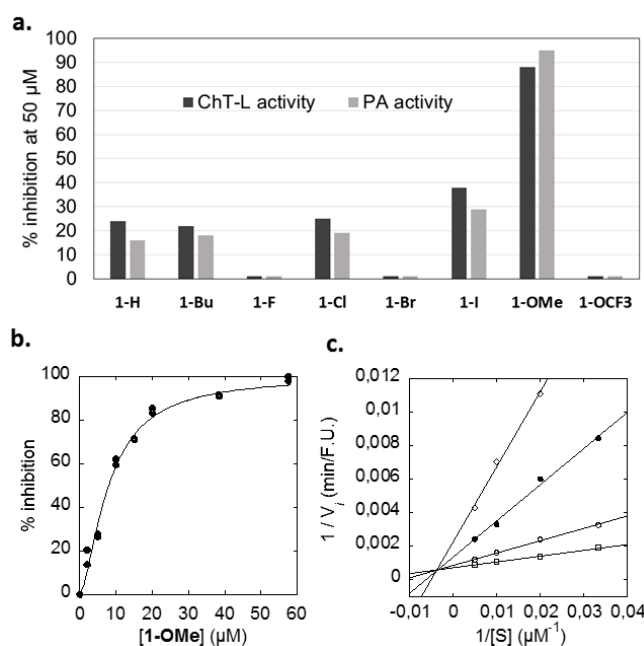 a.
% inhibition at 50 µM
100
90
80
70
60
50
40
30
20
10
0
ChT-L activity
PA activity
1-H 1-Bu 1-F 1-Cl 1-Br 1-I 1-OMe 1-OCF3
b.
% inhibition
100
80
60
40
20
0
0 10 20 30 40 50 60
[1-OMe] (µM)
c.
1 / Vi (min/F.U.)
0,012
0,01
0,008
0,006
0,004
0,002
0
-0,01 0 0,01 0,02 0,03 0,04
1/[S] (µM-1)